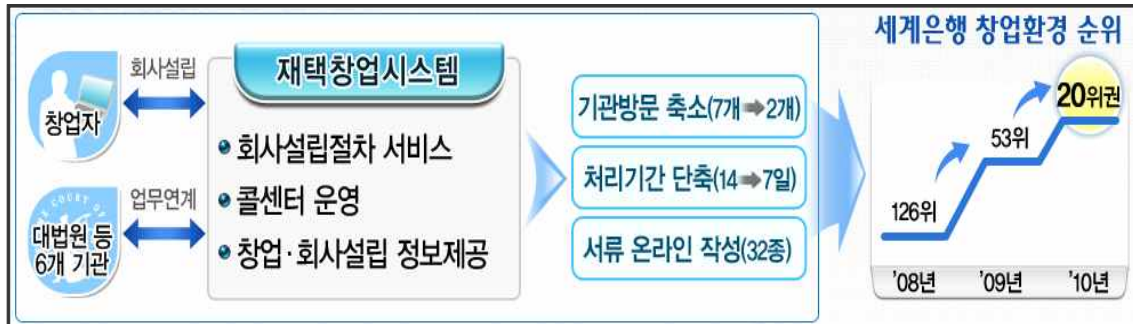 세계은행 창업환경 순위
회사설립
창업자
업무연계
대법원 등
6개 기관
재택창업시스템
회사설립절차 서비스
콜센터 운영
창업·회사설립 정보제공
기관방문 축소(7개➡2개)
처리기간 단축(14➡7일)
서류 온라인 작성(32종)
126위
53위
20위권
'08년
'09년
'10년